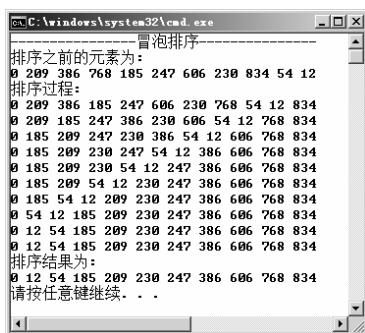 C:\windows\system32\cmd.exe
---------------冒泡排序---------------
排序之前的元素为：
0 209 386 768 185 247 606 230 834 54 12
排序过程：
0 209 386 185 247 606 230 768 54 12 834
0 209 185 247 386 230 606 54 12 768 834
0 185 209 247 230 386 54 12 606 768 834
0 185 209 230 247 54 12 386 606 768 834
0 185 209 230 54 12 247 386 606 768 834
0 185 209 54 12 230 247 386 606 768 834
0 185 54 12 209 230 247 386 606 768 834
0 54 12 185 209 230 247 386 606 768 834
0 12 54 185 209 230 247 386 606 768 834
0 12 54 185 209 230 247 386 606 768 834
排序结果为：
0 12 54 185 209 230 247 386 606 768 834
请按任意键继续. . .